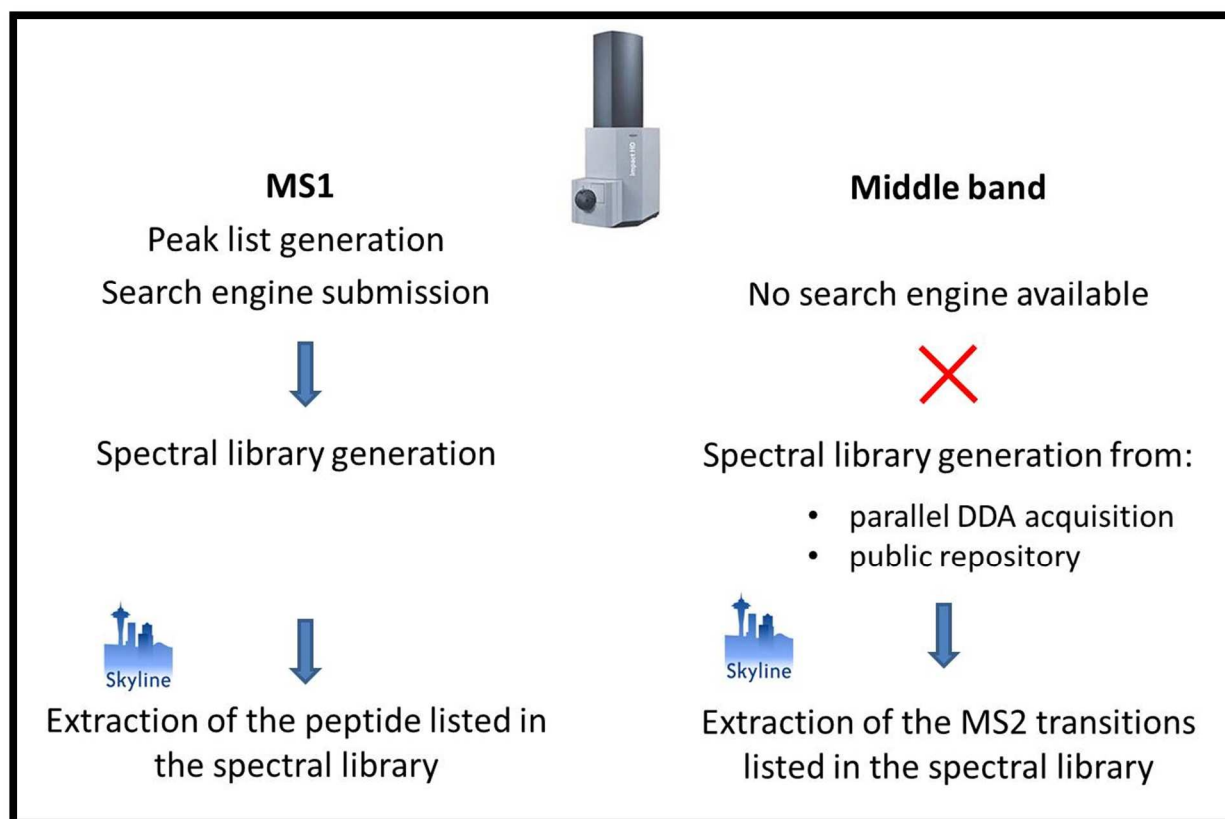 impact HD
MS1
Peak list generation
Search engine submission
Spectral library generation
Skyline
Extraction of the peptide listed in
the spectral library
Middle band
No search engine available
Spectral library generation from:
• parallel DDA acquisition
• public repository
Skyline
Extraction of the MS2 transitions
listed in the spectral library